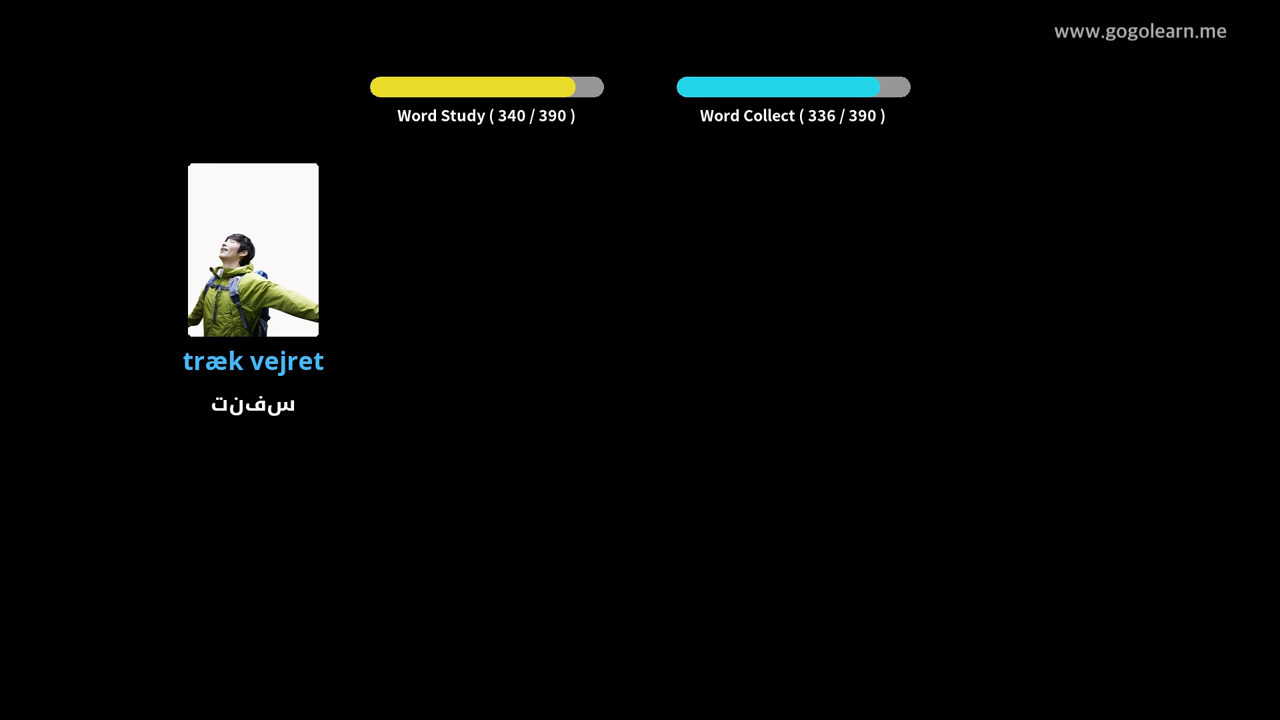 www.gogolearn.me
Word Study ( 340 / 390 )
Word Collect ( 336 / 390 )
træk vejret
سفنت